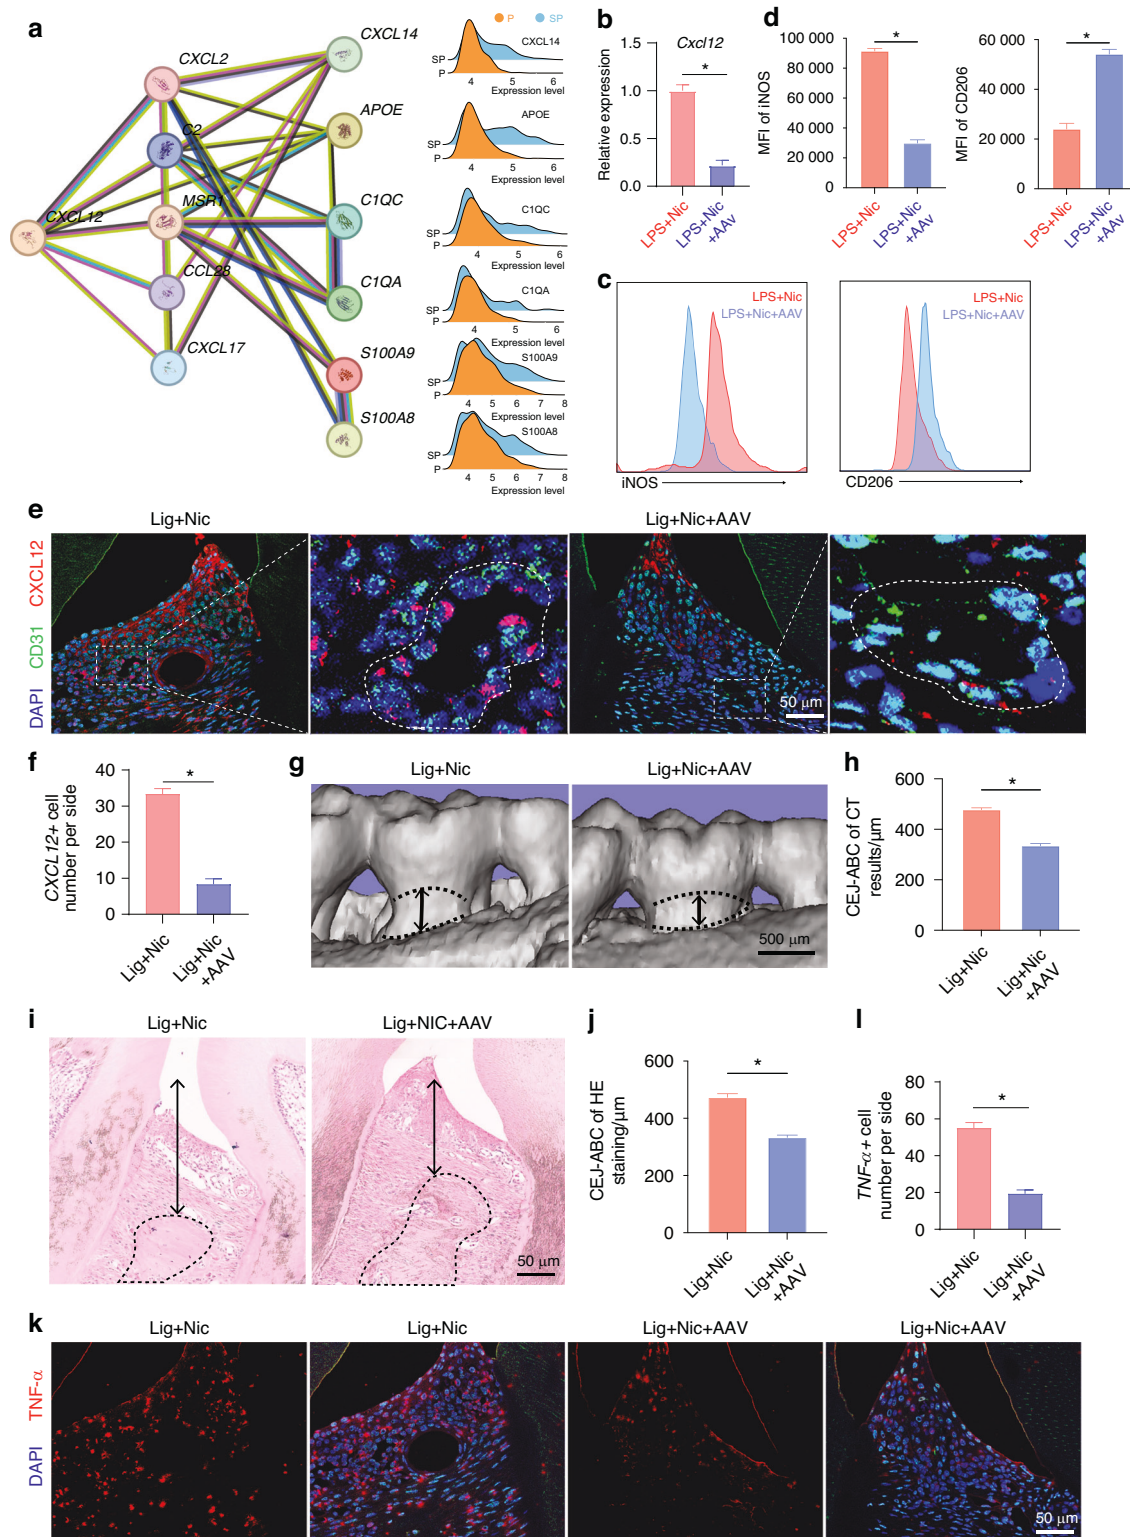 a
CXCL14
CXCL2
APOE
C2
MSR1
C1QC
CXCL12
CCL28
C1QA
CXCL17
S100A9
S100A8
P SP
CXCL14
SP
P
4 5 6
Expression level
APOE
SP
P
4 5 6
Expression level
C1QC
SP
P
4 5 6
Expression level
C1QA
SP
P
4 5 6
Expression level
S100A9
SP
P
4 5 6 7 8
Expression level
S100A8
SP
P
4 5 6 7 8
Expression level
b
Cxcl12
Relative expression
1.5
1.0
0.5
0.0
*
LPS+Nic
LPS+Nic
+AAv
d
MFI of iNOS
100 000
80 000
60 000
40 000
20 000
0
*
LPS+Nic
LPS+Nic
+AAv
MFI of CD206
60 000
40 000
20 000
0
*
LPS+Nic
LPS+Nic
+AAV
c
LPS+Nic
LPS+Nic+AAV
iNOS
LPS+Nic
LPS+Nic+AAV
CD206
e
Lig+Nic
Lig+Nic+AAV
DAPI CD31 CXCL12
50 µm
f
CXCL12+ cell
number per side
40
30
20
10
0
*
Lig+Nic
Lig+Nic
+AAV
g
Lig+Nic
Lig+Nic+AAV
500 µm
h
CEJ-ABC of CT
results/µm
600
400
200
0
*
Lig+Nic
Lig+Nic
+AAV
i
Lig+Nic
Lig+NIC+AAV
50 µm
j
CEJ-ABC of HE
staining/µm
600
400
200
0
*
Lig+Nic
Lig+Nic
+AAV
l
TNF-α+ cell
number per side
80
60
40
20
0
*
Lig+Nic
Lig+Nic
+AAV
k
Lig+Nic
Lig+Nic
Lig+Nic+AAV
Lig+Nic+AAV
DAPI TNF-α
50 µm